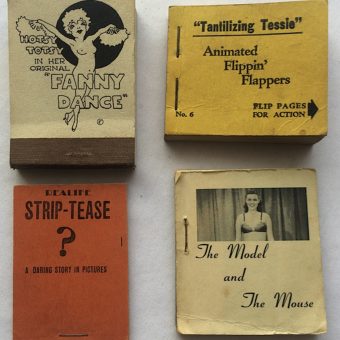 HOTSY
TOTSY
IN HER
ORIGINAL
"FANNY
DANCE"
©
"Tantilizing Tessie"
Animated
Flippin'
Flappers
No. 6
FLIP PAGES
FOR ACTION
REALIFE
STRIP-TEASE
?
A DARING STORY IN PICTURES
The Model
and
The Mouse